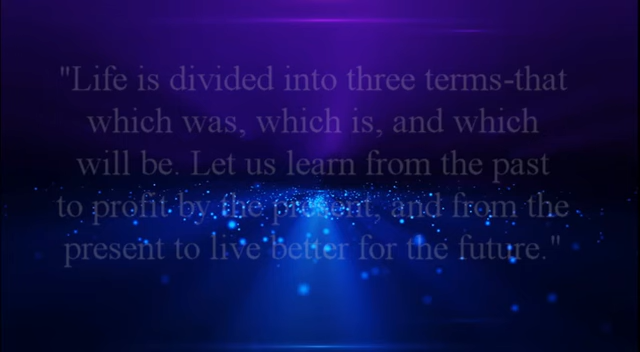 "Life is divided into three terms-that
which was, which is, and which
will be. Let us learn from the past
to profit by the present, and from the
present to live better for the future."